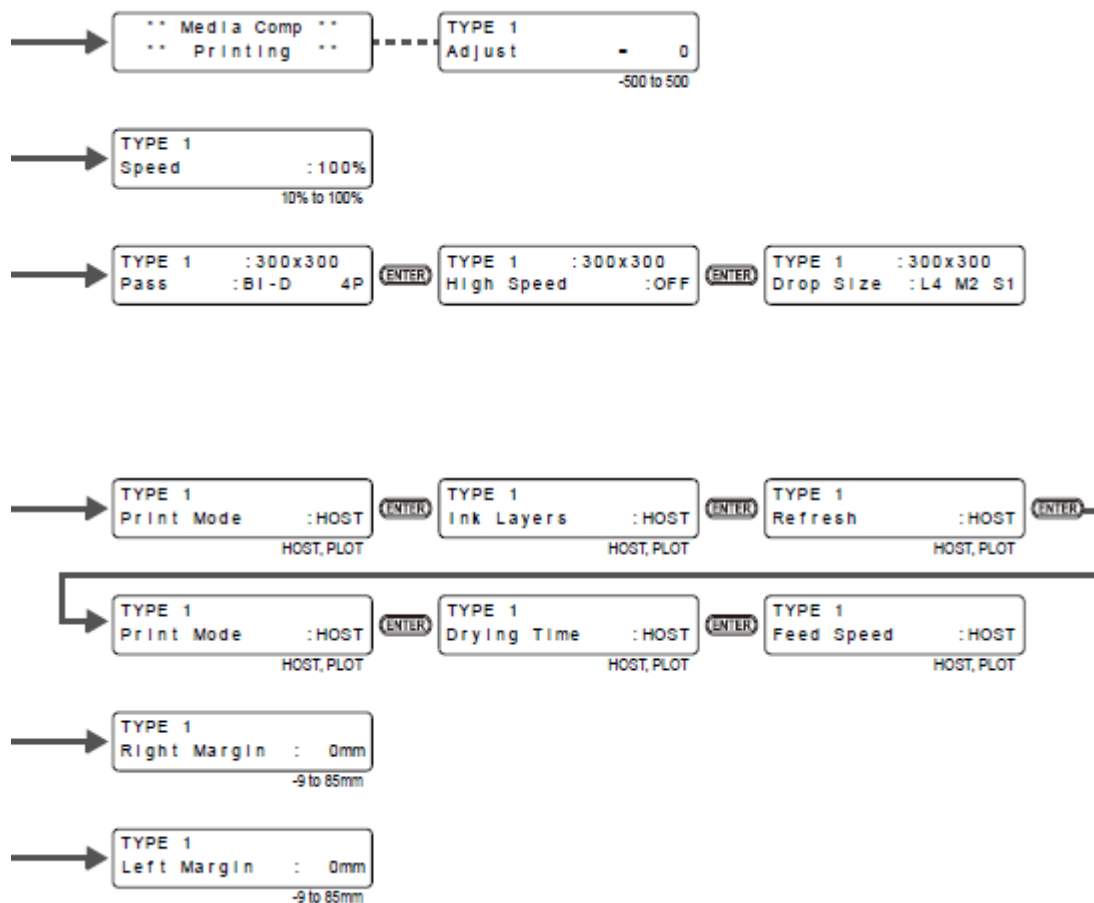 ** Media Comp **
** Printing **
TYPE 1
Adjust - 0
-500 to 500
TYPE 1
Speed :100%
10% to 100%
TYPE 1 :300x300
Pass :BI-D 4P
ENTER
TYPE 1 :300x300
High Speed :OFF
ENTER
TYPE 1 :300x300
Drop Size :L4 M2 S1
TYPE 1
Print Mode :HOST
HOST, PLOT
ENTER
TYPE 1
Ink Layers :HOST
HOST, PLOT
ENTER
TYPE 1
Refresh :HOST
HOST, PLOT
ENTER
TYPE 1
Print Mode :HOST
HOST, PLOT
ENTER
TYPE 1
Drying Time :HOST
HOST, PLOT
ENTER
TYPE 1
Feed Speed :HOST
HOST, PLOT
TYPE 1
Right Margin : 0mm
-9 to 85mm
TYPE 1
Left Margin : 0mm
-9 to 85mm